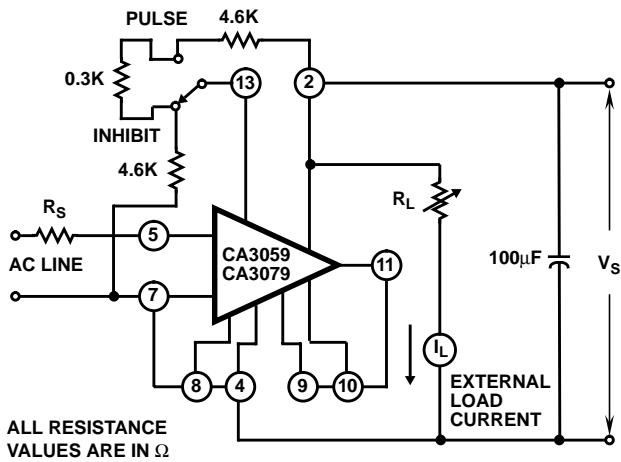 PULSE
4.6K
0.3K
13
2
INHIBIT
4.6K
R_S
5
AC LINE
7
CA3059
CA3079
11
R_L
100μF
V_S
8
4
9
10
I_L
EXTERNAL
LOAD
CURRENT
ALL RESISTANCE
VALUES ARE IN Ω